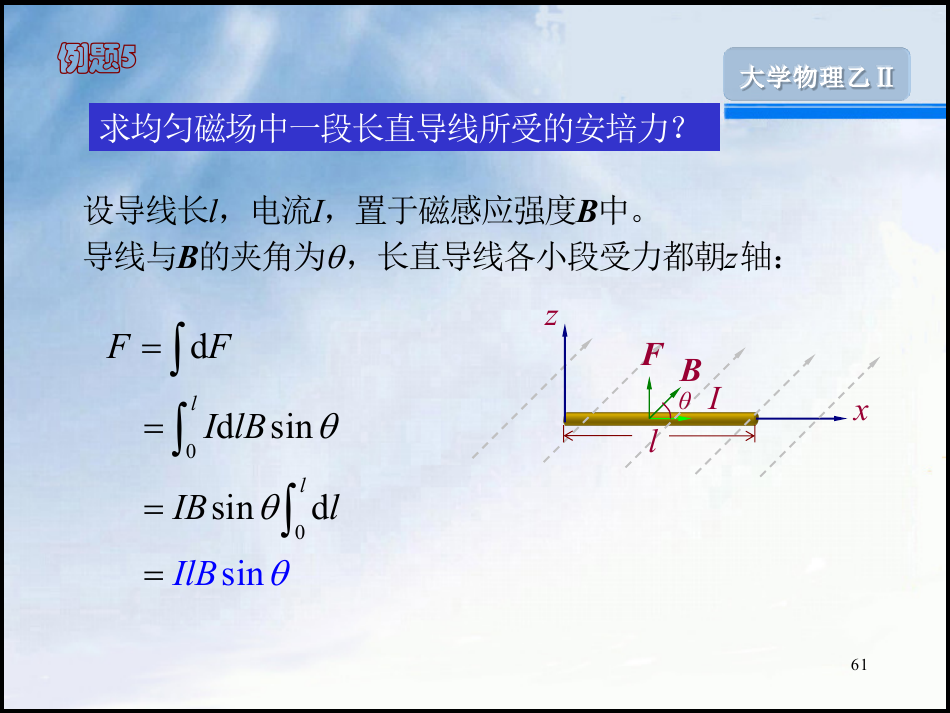 例题5
大学物理乙Ⅱ
求均匀磁场中一段长直导线所受的安培力？
设导线长l，电流I，置于磁感应强度B中。
导线与B的夹角为θ，长直导线各小段受力都朝z轴：
F = ∫ dF
= ∫₀ˡ IdlB sin θ
= IB sin θ ∫₀ˡ dl
= IlB sin θ
z
F
B
θ
I
x
l
61